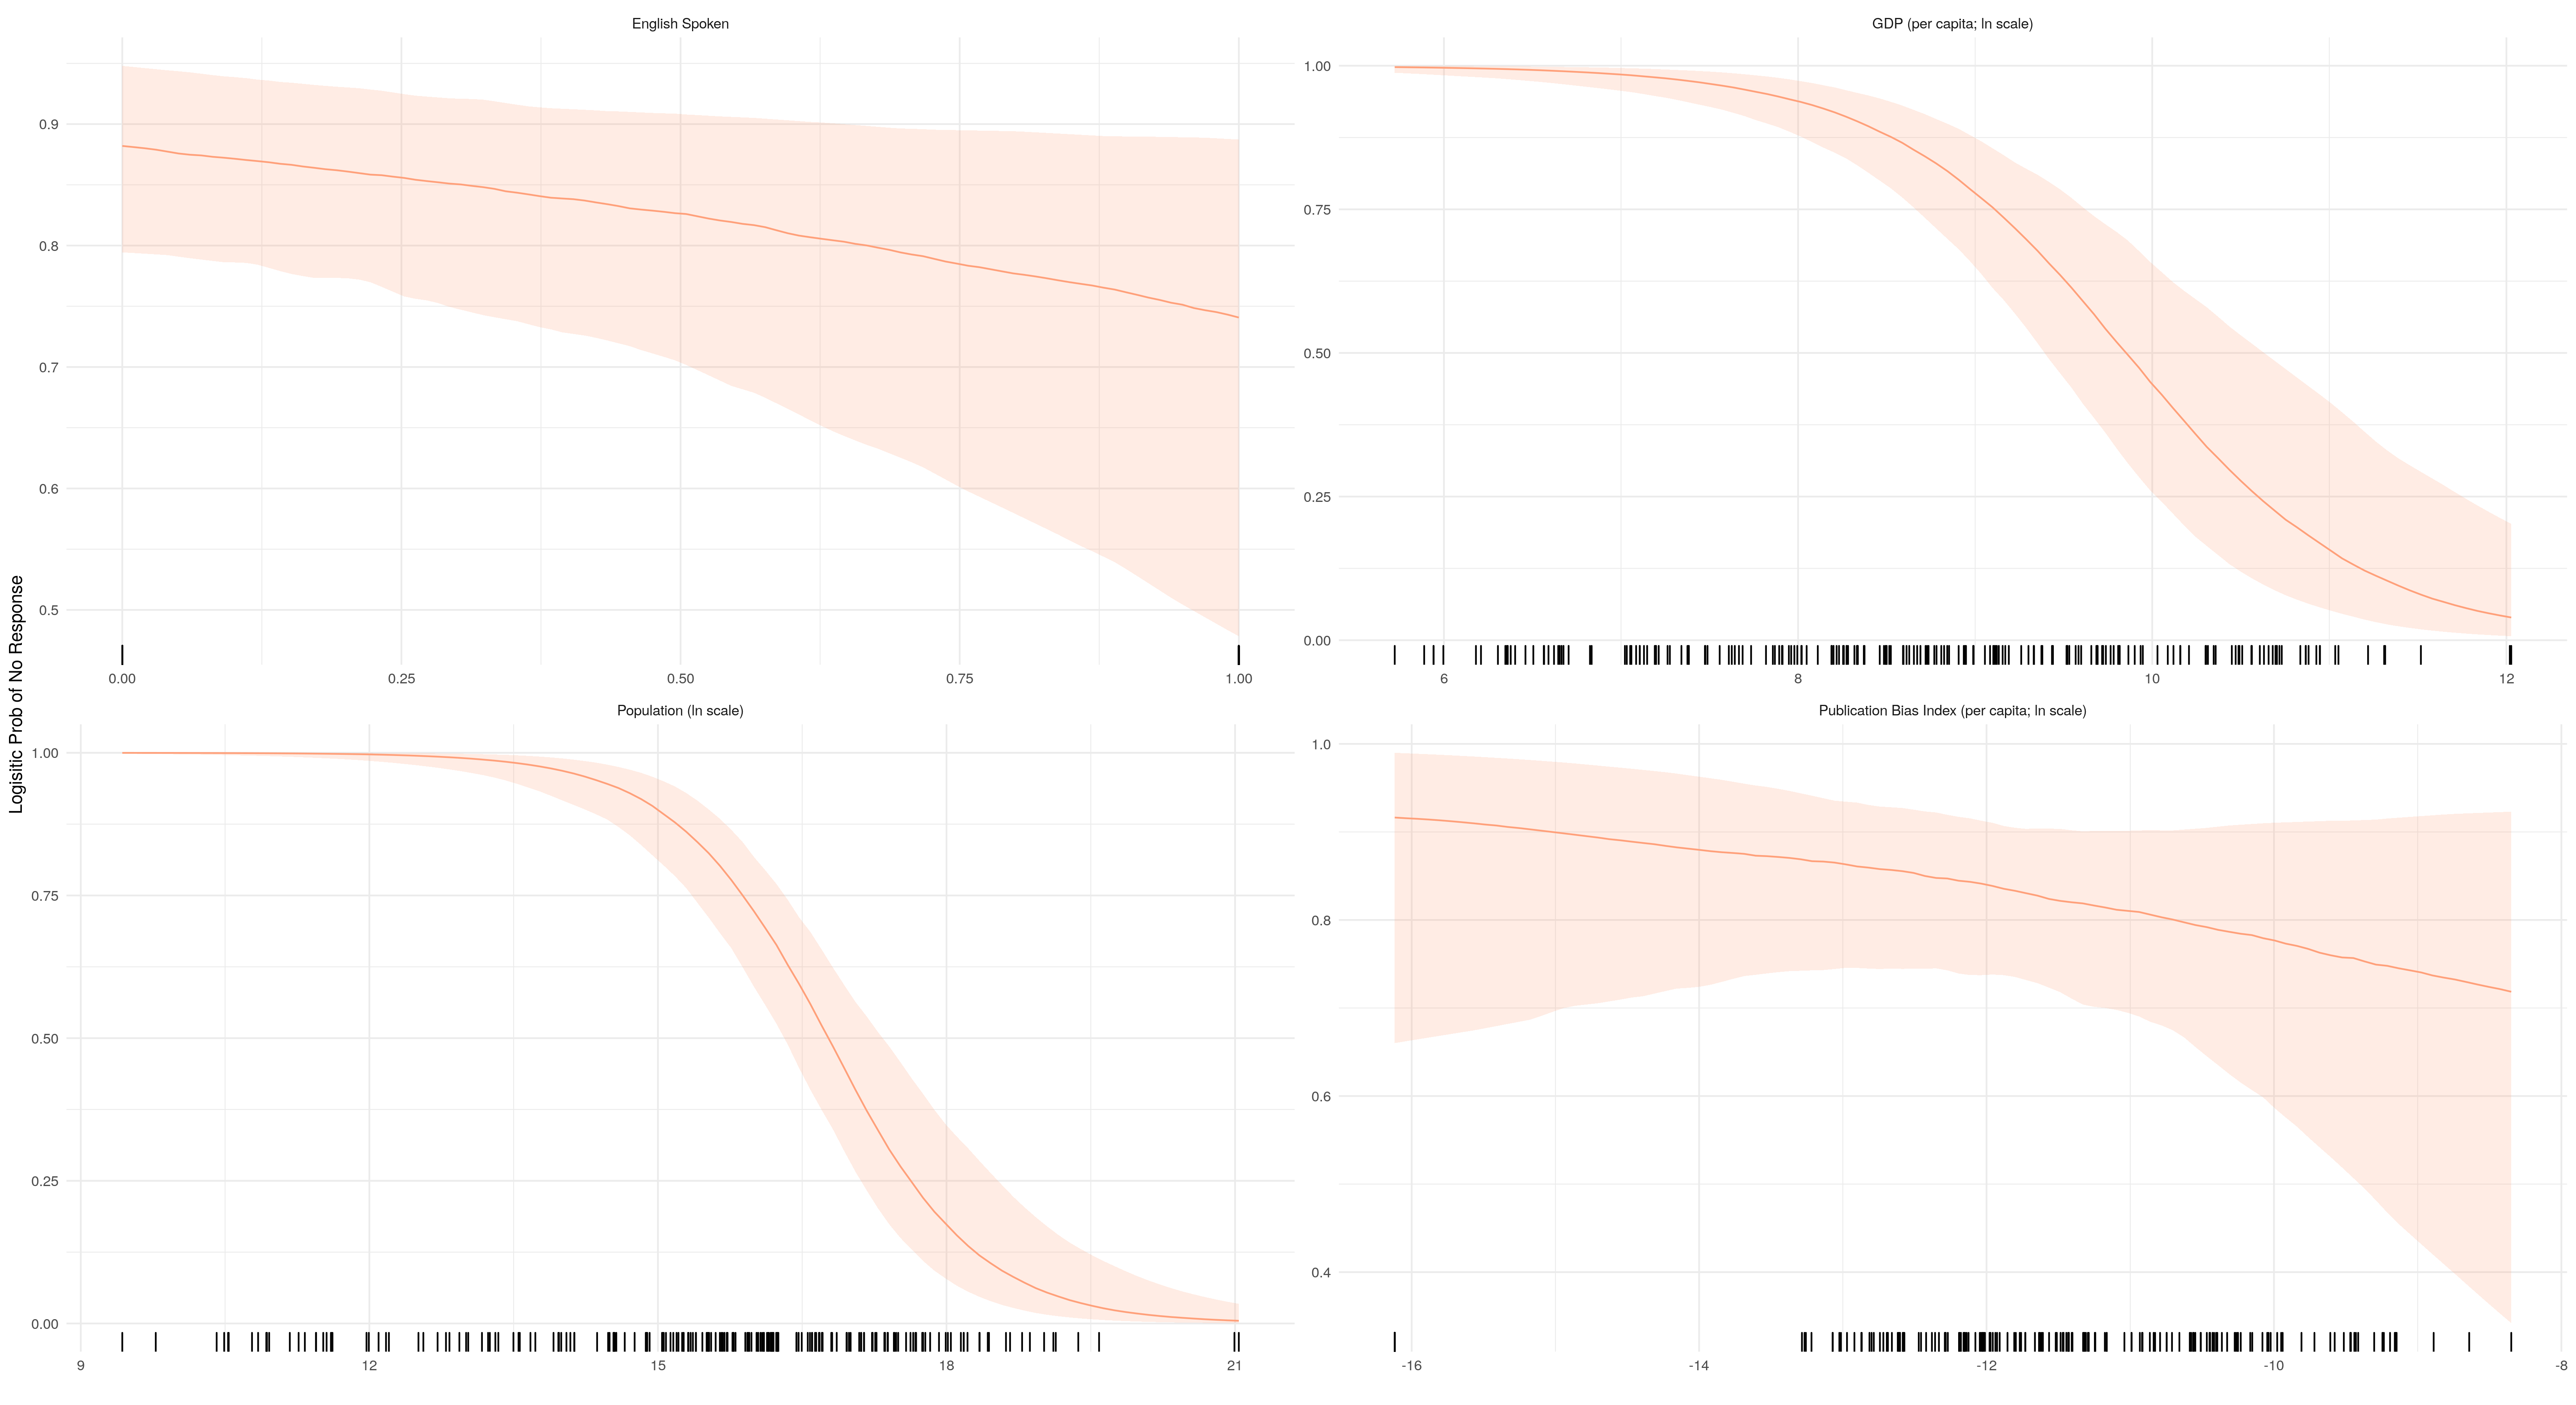 English Spoken
GDP (per capita; ln scale)
0.9
0.8
0.7
0.6
0.5
0.00 0.25 0.50 0.75 1.00
1.00
0.75
0.50
0.25
0.00
6 8 10 12
Logisitic Prob of No Response
Population (ln scale)
Publication Bias Index (per capita; ln scale)
1.00
0.75
0.50
0.25
0.00
9 12 15 18 21
1.0
0.8
0.6
0.4
-16 -14 -12 -10 -8